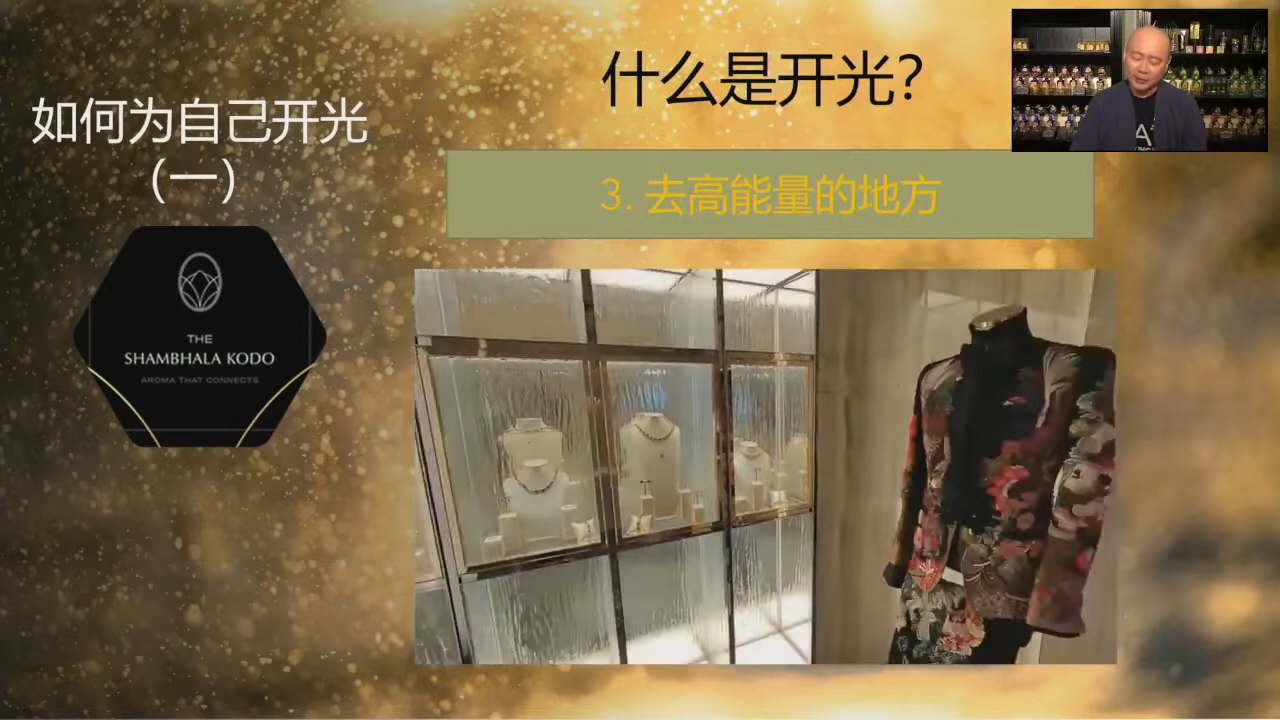 如何为自己开光
（一）
THE
SHAMBHALA KODO
AROMA THAT CONNECTS
什么是开光？
3. 去高能量的地方